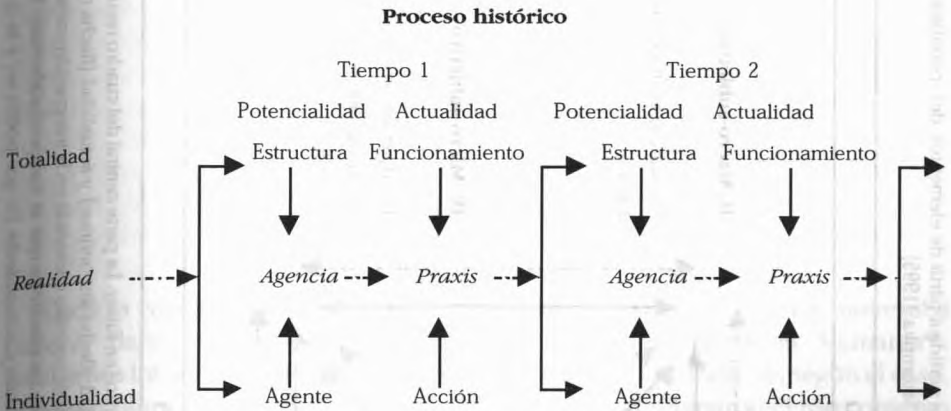 Proceso histórico
Tiempo 1 Tiempo 2
Potencialidad Actualidad Potencialidad Actualidad
Totalidad Estructura Funcionamiento Estructura Funcionamiento
Realidad Agencia Praxis Agencia Praxis
Individualidad Agente Acción Agente Acción